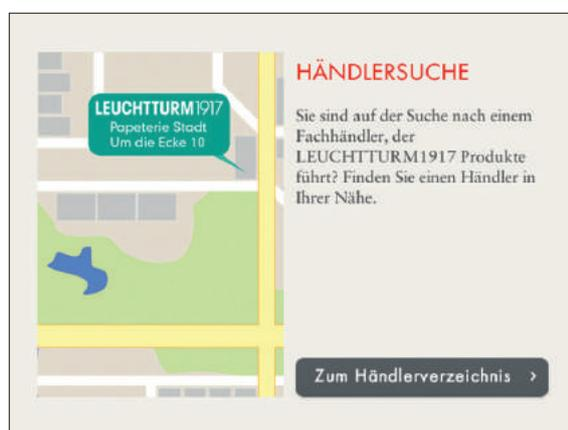 LEUCHTTURM1917
Papeterie Stadt
Um die Ecke 10
HÄNDLERSUCHE
Sie sind auf der Suche nach einem
Fachhändler, der
LEUCHTTURM1917 Produkte
führt? Finden Sie einen Händler in
Ihrer Nähe.
Zum Händlerverzeichnis >